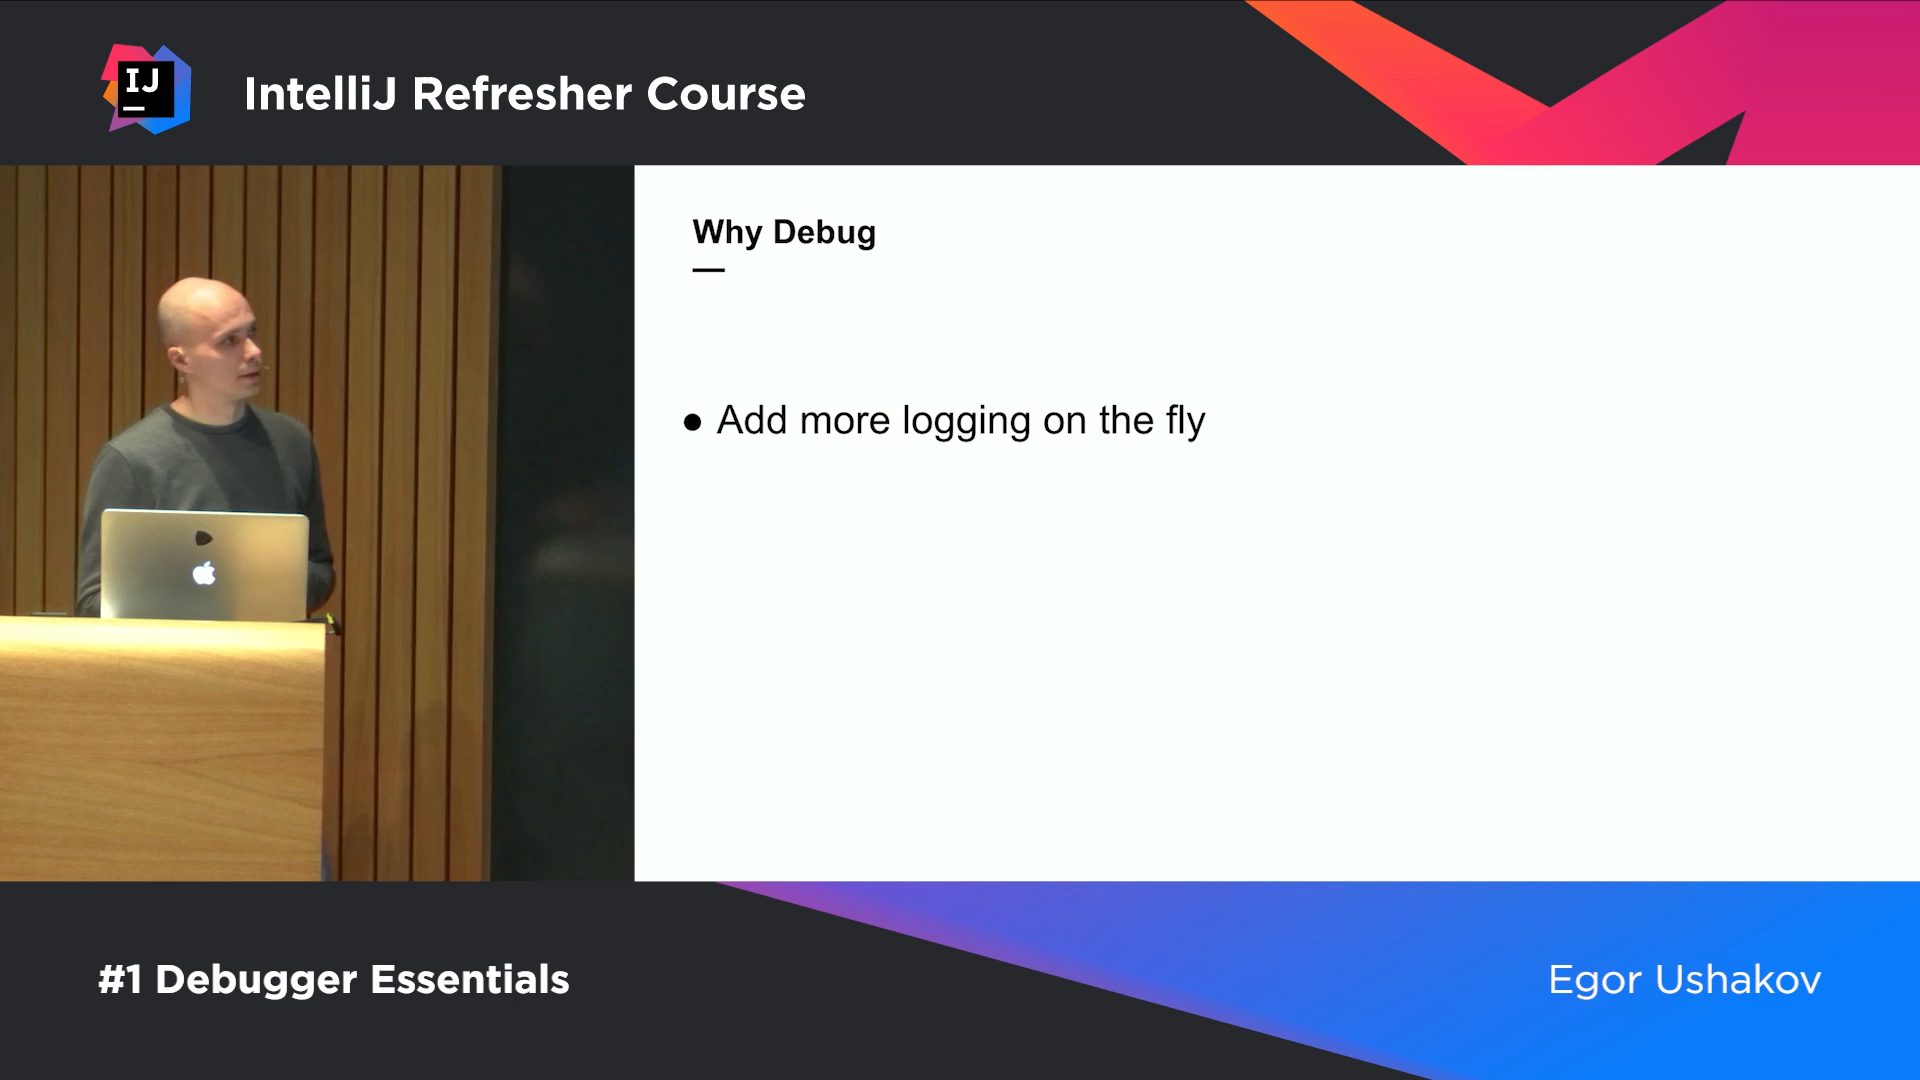 IJ
IntelliJ Refresher Course
Why Debug
● Add more logging on the fly
#1 Debugger Essentials
Egor Ushakov